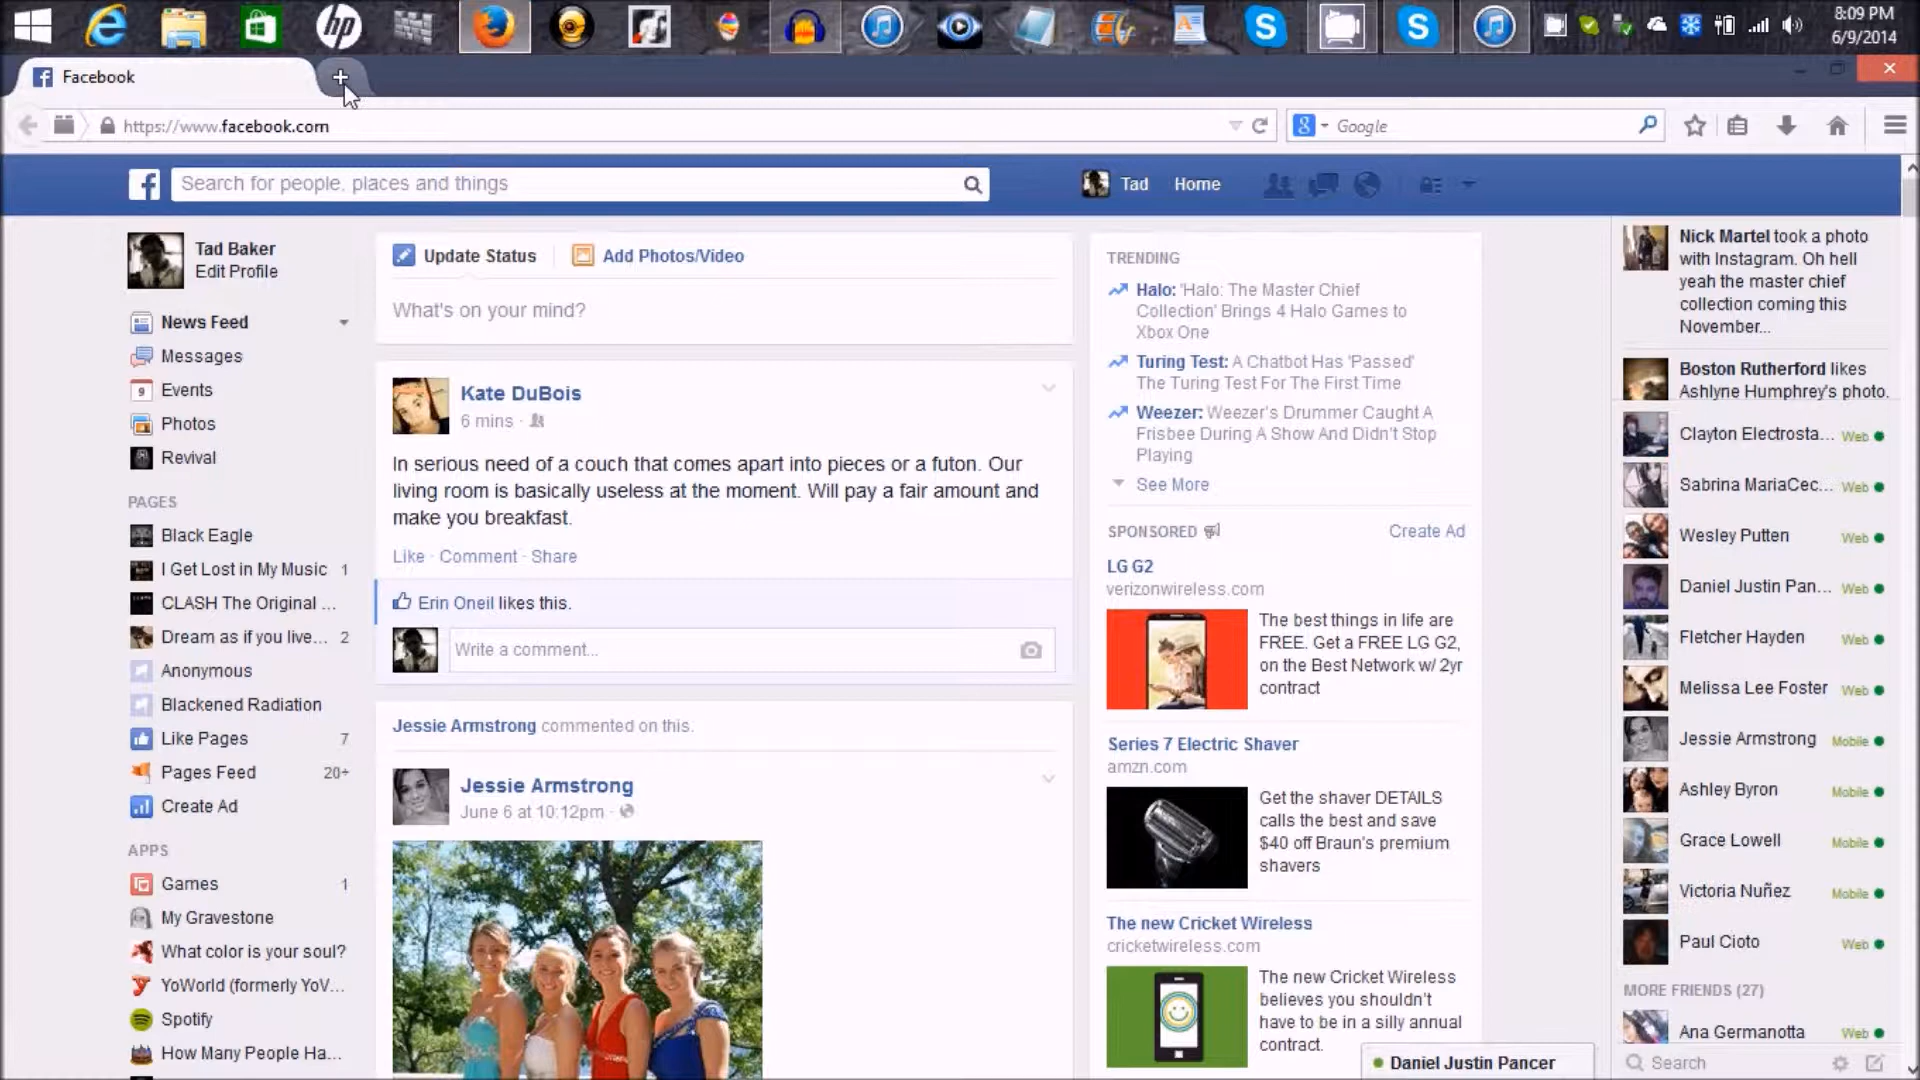 8:09 PM
6/9/2014
Facebook
+
https://www.facebook.com
Google
Search for people, places and things
Tad
Home
Tad Baker
Edit Profile
News Feed
Messages
Events
Photos
Revival
PAGES
Black Eagle
I Get Lost in My Music 1
CLASH The Original ...
Dream as if you live... 2
Anonymous
Blackened Radiation
Like Pages 7
Pages Feed 20+
Create Ad
APPS
Games 1
My Gravestone
What color is your soul?
YoWorld (formerly YoV...
Spotify
How Many People Ha...
Update Status
Add Photos/Video
What's on your mind?
Kate DuBois
6 mins ·
In serious need of a couch that comes apart into pieces or a futon. Our
living room is basically useless at the moment. Will pay a fair amount and
make you breakfast.
Like · Comment · Share
Erin Oneil likes this.
Write a comment...
Jessie Armstrong commented on this.
Jessie Armstrong
June 6 at 10:12pm ·
TRENDING
Halo: 'Halo: The Master Chief
Collection' Brings 4 Halo Games to
Xbox One
Turing Test: A Chatbot Has 'Passed'
The Turing Test For The First Time
Weezer: Weezer's Drummer Caught A
Frisbee During A Show And Didn't Stop
Playing
See More
SPONSORED
Create Ad
LG G2
verizonwireless.com
The best things in life are
FREE. Get a FREE LG G2,
on the Best Network w/ 2yr
contract
Series 7 Electric Shaver
amzn.com
Get the shaver DETAILS
calls the best and save
$40 off Braun's premium
shavers
The new Cricket Wireless
cricketwireless.com
The new Cricket Wireless
believes you shouldn't
have to be in a silly annual
contract.
Nick Martel took a photo
with Instagram. Oh hell
yeah the master chief
collection coming this
November...
Boston Rutherford likes
Ashlyne Humphrey's photo.
Clayton Electrosta... Web
Sabrina MariaCec... Web
Wesley Putten Web
Daniel Justin Pan... Web
Fletcher Hayden Web
Melissa Lee Foster Web
Jessie Armstrong Mobile
Ashley Byron Mobile
Grace Lowell Mobile
Victoria Nuñez Mobile
Paul Cioto Web
MORE FRIENDS (27)
Ana Germanotta Web
Search
Daniel Justin Pancer